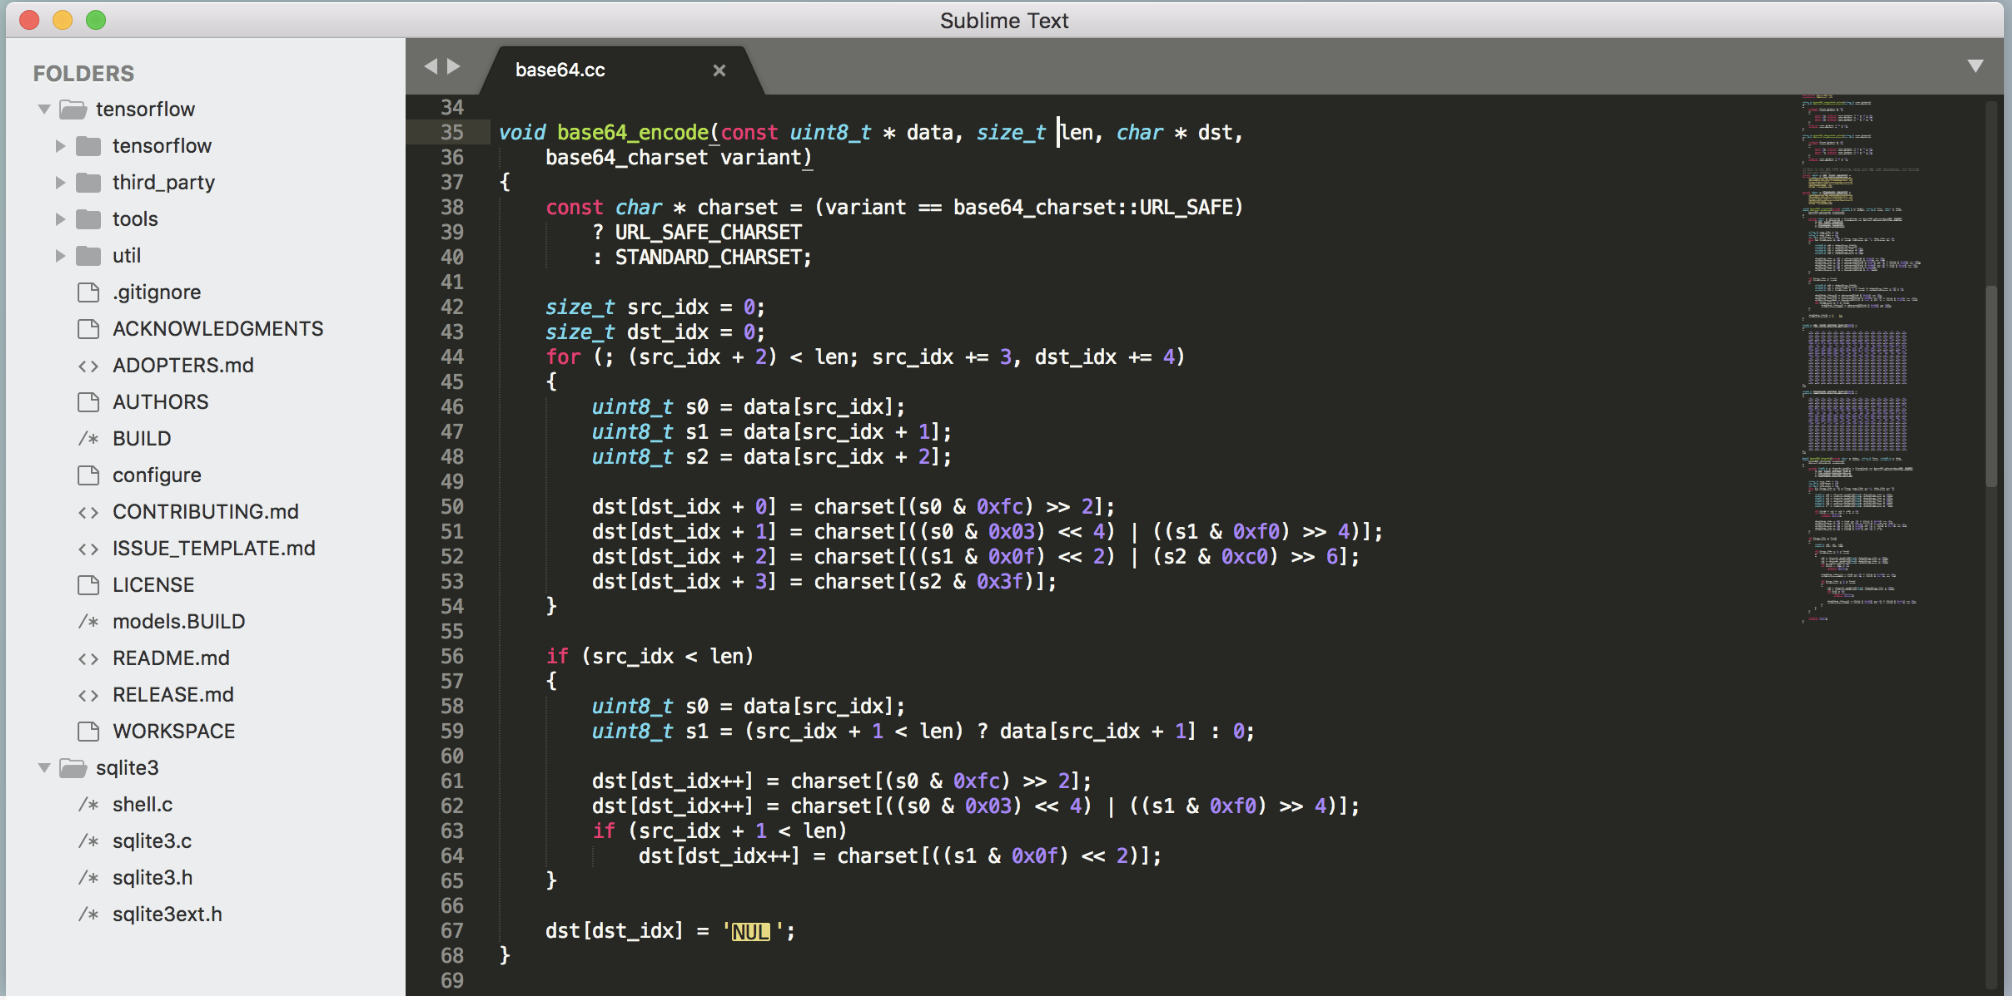 Sublime Text
FOLDERS
tensorflow
tensorflow
third_party
tools
util
.gitignore
ACKNOWLEDGMENTS
<> ADOPTERS.md
AUTHORS
/* BUILD
configure
<> CONTRIBUTING.md
<> ISSUE_TEMPLATE.md
LICENSE
/* models.BUILD
<> README.md
<> RELEASE.md
WORKSPACE
sqlite3
/* shell.c
/* sqlite3.c
/* sqlite3.h
/* sqlite3ext.h
base64.cc
34
35 void base64_encode(const uint8_t * data, size_t len, char * dst,
36     base64_charset variant)
37 {
38     const char * charset = (variant == base64_charset::URL_SAFE)
39         ? URL_SAFE_CHARSET
40         : STANDARD_CHARSET;
41
42     size_t src_idx = 0;
43     size_t dst_idx = 0;
44     for (; (src_idx + 2) < len; src_idx += 3, dst_idx += 4)
45     {
46         uint8_t s0 = data[src_idx];
47         uint8_t s1 = data[src_idx + 1];
48         uint8_t s2 = data[src_idx + 2];
49
50         dst[dst_idx + 0] = charset[(s0 & 0xfc) >> 2];
51         dst[dst_idx + 1] = charset[((s0 & 0x03) << 4) | ((s1 & 0xf0) >> 4)];
52         dst[dst_idx + 2] = charset[((s1 & 0x0f) << 2) | (s2 & 0xc0) >> 6];
53         dst[dst_idx + 3] = charset[(s2 & 0x3f)];
54     }
55
56     if (src_idx < len)
57     {
58         uint8_t s0 = data[src_idx];
59         uint8_t s1 = (src_idx + 1 < len) ? data[src_idx + 1] : 0;
60
61         dst[dst_idx++] = charset[(s0 & 0xfc) >> 2];
62         dst[dst_idx++] = charset[((s0 & 0x03) << 4) | ((s1 & 0xf0) >> 4)];
63         if (src_idx + 1 < len)
64             dst[dst_idx++] = charset[((s1 & 0x0f) << 2)];
65     }
66
67     dst[dst_idx] = 'NUL';
68 }
69